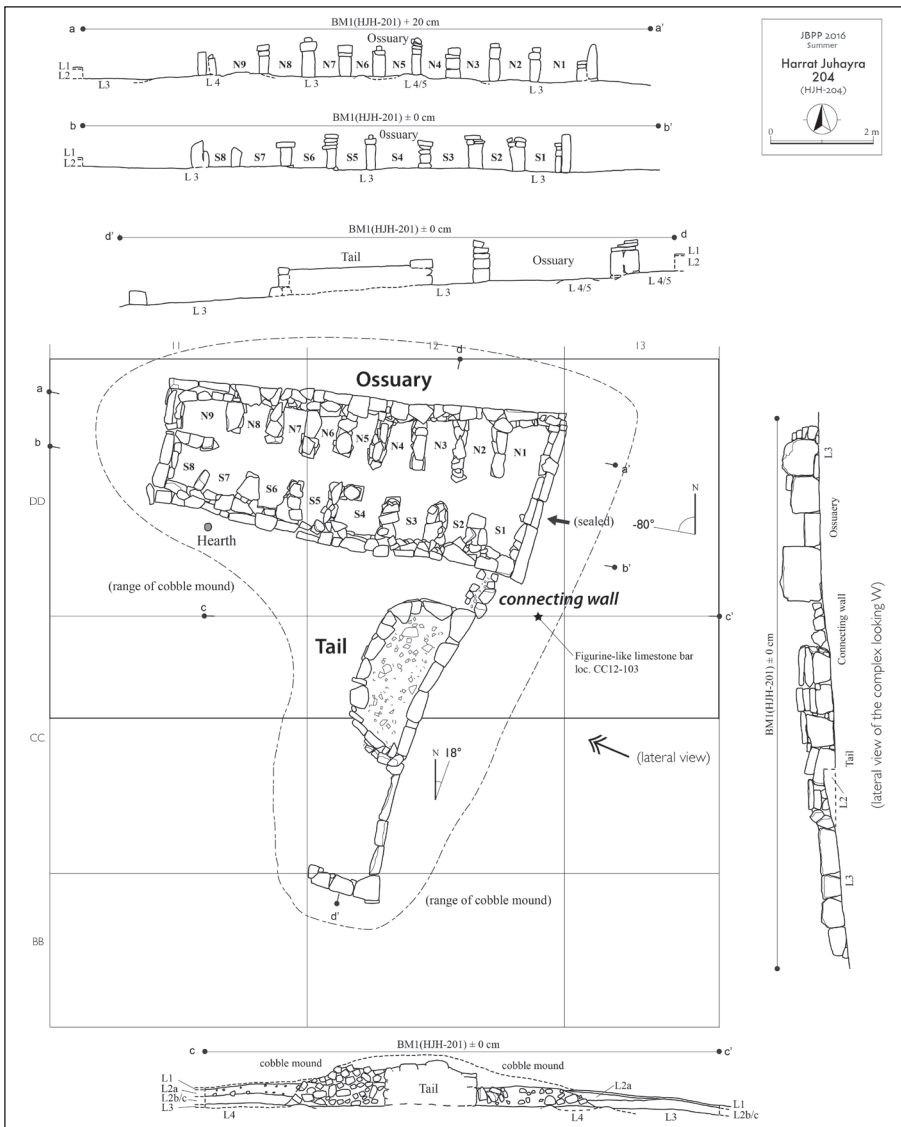 BM1(HJH-201) + 20 cm
a
a'
Ossuary
L1
L2
N9
N8
N7
N6
N5
N4
N3
N2
N1
L3
L 4
L 3
L 4/5
L 3
BM1(HJH-201) ± 0 cm
b
b'
0ssuary
L1
L2
S8
S7
S6
S5
S4
S3
S2
S1
L 3
L 3
L 3
JBPP 2016
Summer
Harrat Juhayra
204
(HJH-204)
0
2 m
BM1(HJH-201) ± 0 cm
d'
d
Tail
Ossuary
L1
L2
L 3
L 3
L 4/5
L 4/5
11
12
13
d
Ossuary
a
b
N9
N8
N7
N6
N5
N4
N3
N2
N1
a'
S8
S7
S6
S5
S4
S3
S2
S1
DD
(sealed)
N
-80°
Hearth
b'
(range of cobble mound)
connecting wall
c
c'
Tail
Figurine-like limestone bar
loc. CC12-103
CC
N
18°
(lateral view)
(range of cobble mound)
d'
BB
BM1(HJH-201) ± 0 cm
L3
Ossuaery
Connecting wall
Tail
L2
L3
(lateral view of the complex looking W)
BM1(HJH-201) ± 0 cm
c
c'
cobble mound
cobble mound
L1
L2a
L2b/c
L3
L4
Tail
L2a
L1
L2b/c
L4
L3